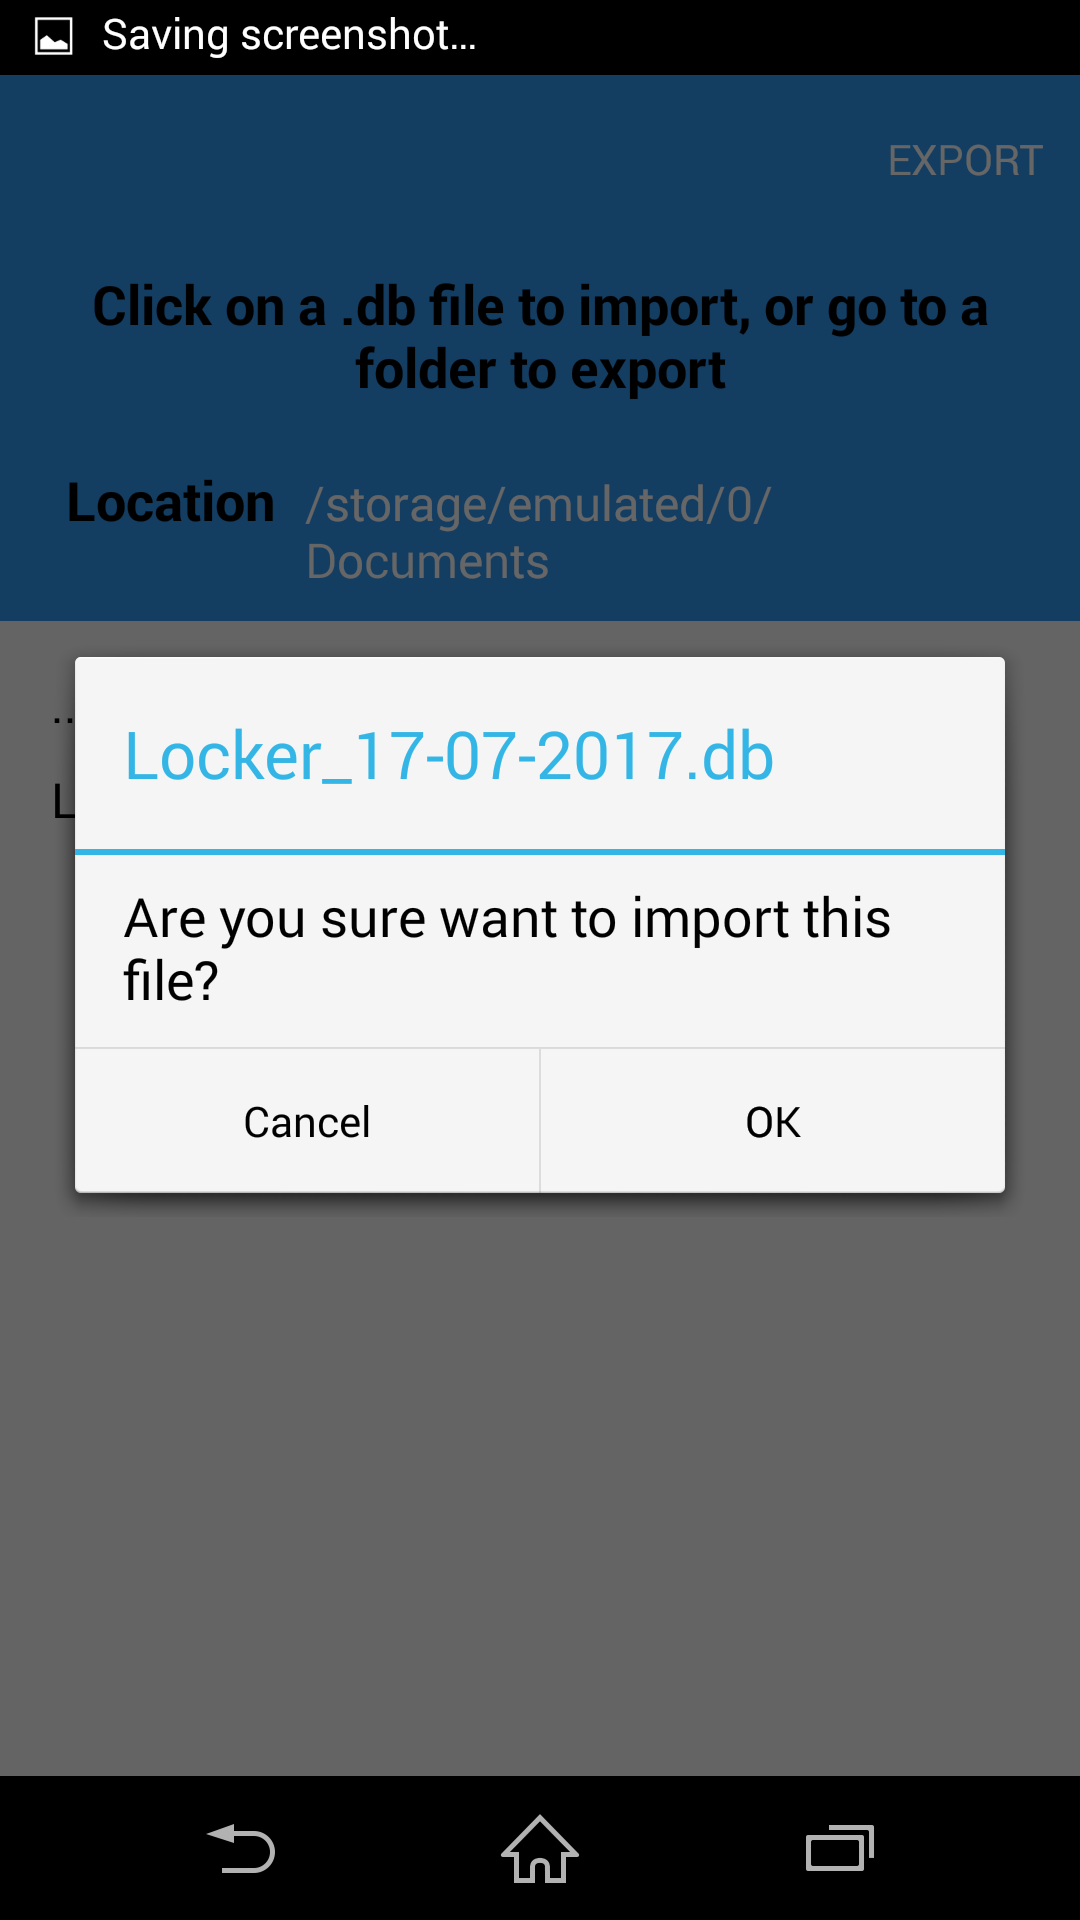 Saving screenshot...
EXPORT
Click on a .db file to import, or go to a
folder to export
Location /storage/emulated/0/
Documents
..
L
Locker_17-07-2017.db
Are you sure want to import this
file?
Cancel OK